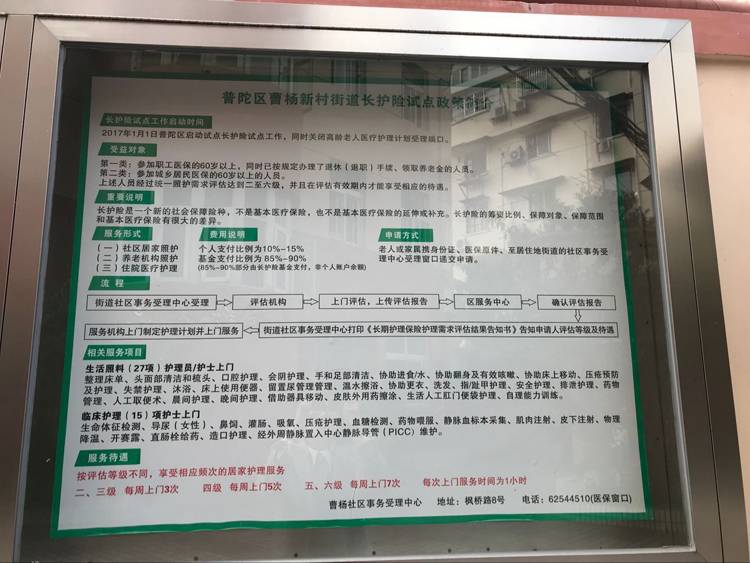 普陀区曹杨新村街道长护险试点政策简介
长护险试点工作启动时间
2017年1月1日普陀区启动试点长护险试点工作，同时关闭高龄老人医疗护理计划受理端口。
受益对象
第一类：参加职工医保的60岁以上，同时已按规定办理了退休（退职）手续、领取养老金的人员。
第二类：参加城乡居民医保的60岁以上的人员。
上述人员经过统一照护需求评估达到二至六级，并且在评估有效期内才能享受相应的待遇。
重要说明
长护险是一个新的社会保障险种，不是基本医疗保险，也不是基本医疗保险的延伸或补充。长护险的筹资比例、保障对象、保障范围
和基本医疗保险有很大的差异。
服务形式 费用说明 申请方式
（一）社区居家照护 个人支付比例为10%-15% 老人或家属携身份证、医保原件、至居住地街道的社区事务受
（二）养老机构照护 基金支付比例为 85%-90% 理中心受理窗口递交申请。
（三）住院医疗护理 (85%-90%部分由长护险基金支付，非个人账户余额)
流 程
街道社区事务受理中心受理 评估机构 上门评估，上传评估报告 区服务中心 确认评估报告
服务机构上门制定护理计划并上门服务 街道社区事务受理中心打印《长期护理保险护理需求评估结果告知书》告知申请人评估等级及待遇
相关服务项目
生活照料（27项）护理员/护士上门
整理床单、头面部清洁和梳头、口腔护理、会阴护理、手和足部清洁、协助进食/水、协助翻身及有效咳嗽、协助床上移动、压疮预防
及护理、失禁护理、沐浴、床上使用便器、留置尿管理管理、温水擦浴、协助更衣、洗发、指/趾甲护理、安全护理、排泄护理、药物
管理、人工取便术、晨间护理、晚间护理、借助器具移动、皮肤外用药擦涂、生活人工肛门便袋护理、自理能力训练。
临床护理（15）项护士上门
生命体征检测、导尿（女性）、鼻饲、灌肠、吸氧、压疮护理、血糖检测、药物喂服、静脉血标本采集、肌肉注射、皮下注射、物理
降温、开塞露、直肠栓给药、造口护理、经外周静脉置入中心静脉导管（PICC）维护。
服务待遇
按评估等级不同，享受相应频次的居家护理服务
二、三级 每周上门3次 四级 每周上门5次 五、六级 每周上门7次 每次上门服务时间为1小时
曹杨社区事务受理中心 地址：枫桥路8号 电话：62544510(医保窗口)